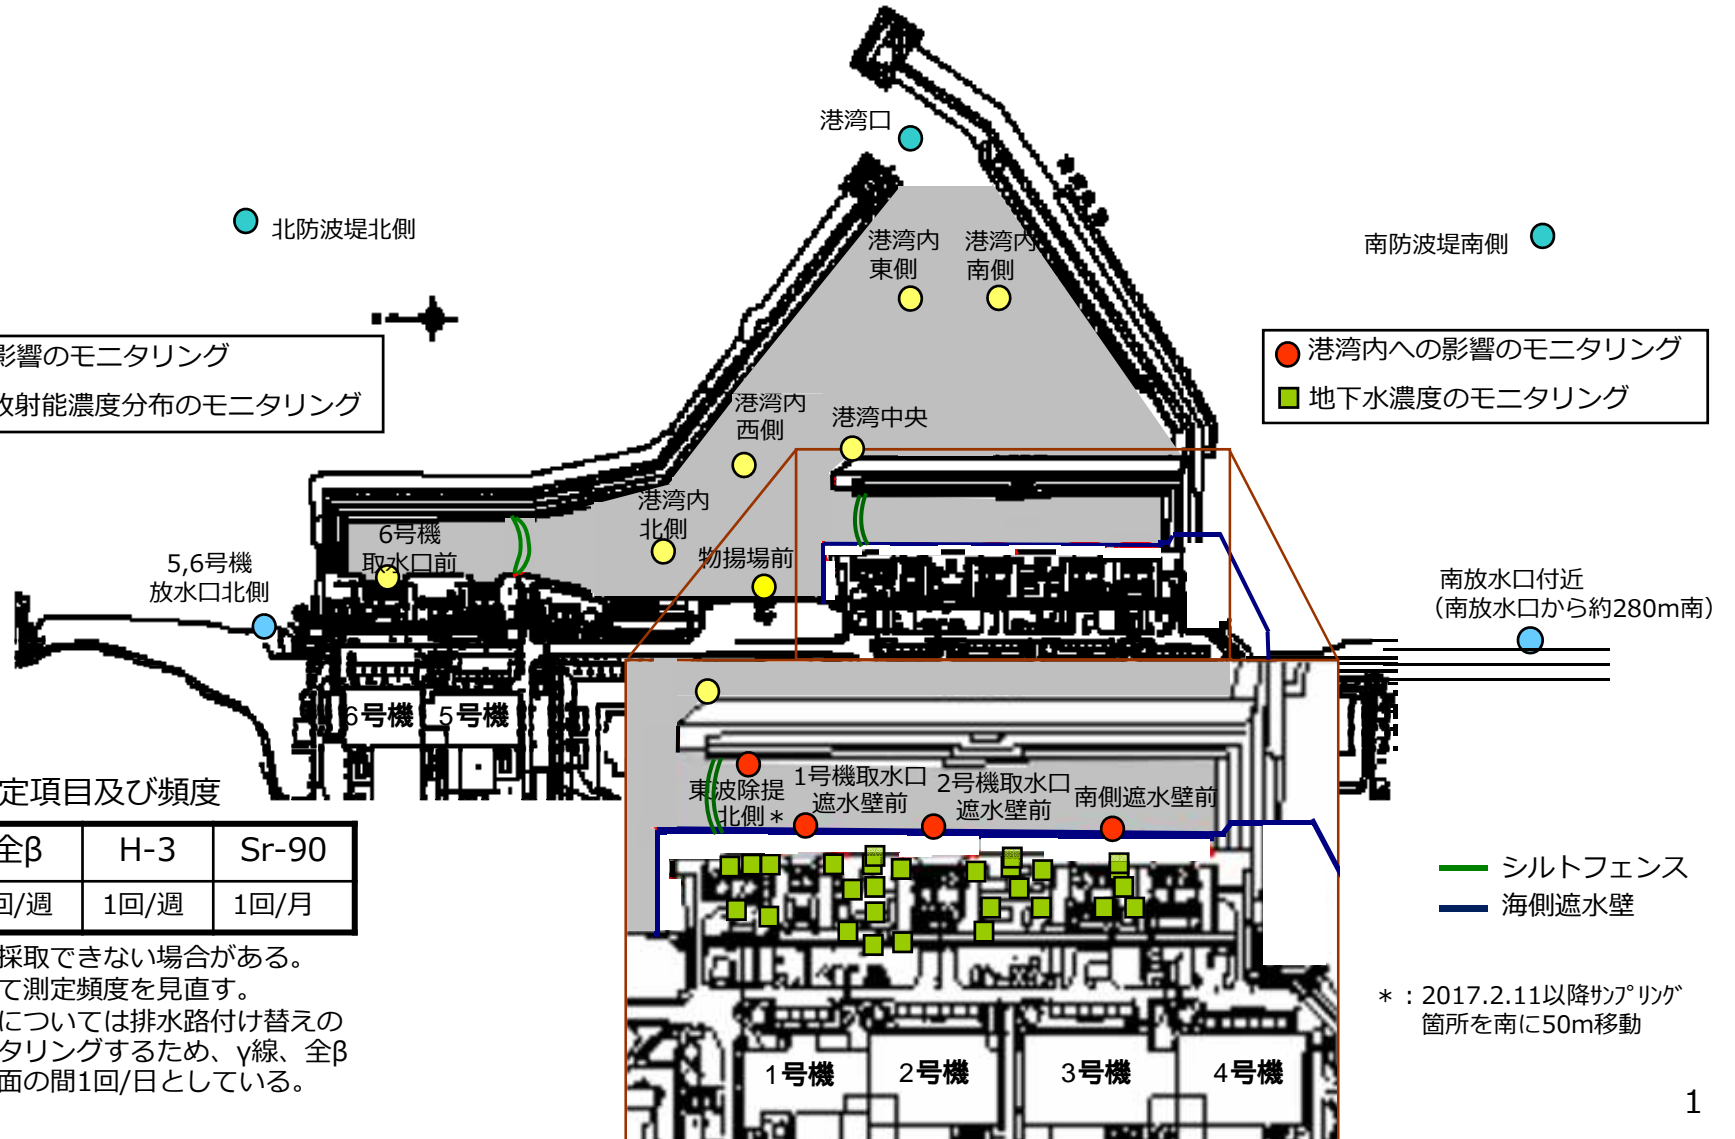 港湾口
北防波堤北側
港湾内
東側
港湾内
南側
南防波堤南側
影響のモニタリング
放射能濃度分布のモニタリング
港湾内への影響のモニタリング
地下水濃度のモニタリング
港湾内
西側
港湾中央
港湾内
北側
6号機
取水口前
物揚場前
5,6号機
放水口北側
南放水口付近
（南放水口から約280m南）
6号機
5号機
定項目及び頻度
全β H-3 Sr-90
回/週 1回/週 1回/月
東波除堤
北側＊
1号機取水口
遮水壁前
2号機取水口
遮水壁前
南側遮水壁前
シルトフェンス
海側遮水壁
採取できない場合がある。
て測定頻度を見直す。
については排水路付け替えの
タリングするため、γ線、全β
面の間1回/日としている。
＊：2017.2.11以降ｻﾝﾌﾟﾘﾝｸﾞ
箇所を南に50m移動
1号機
2号機
3号機
4号機
1